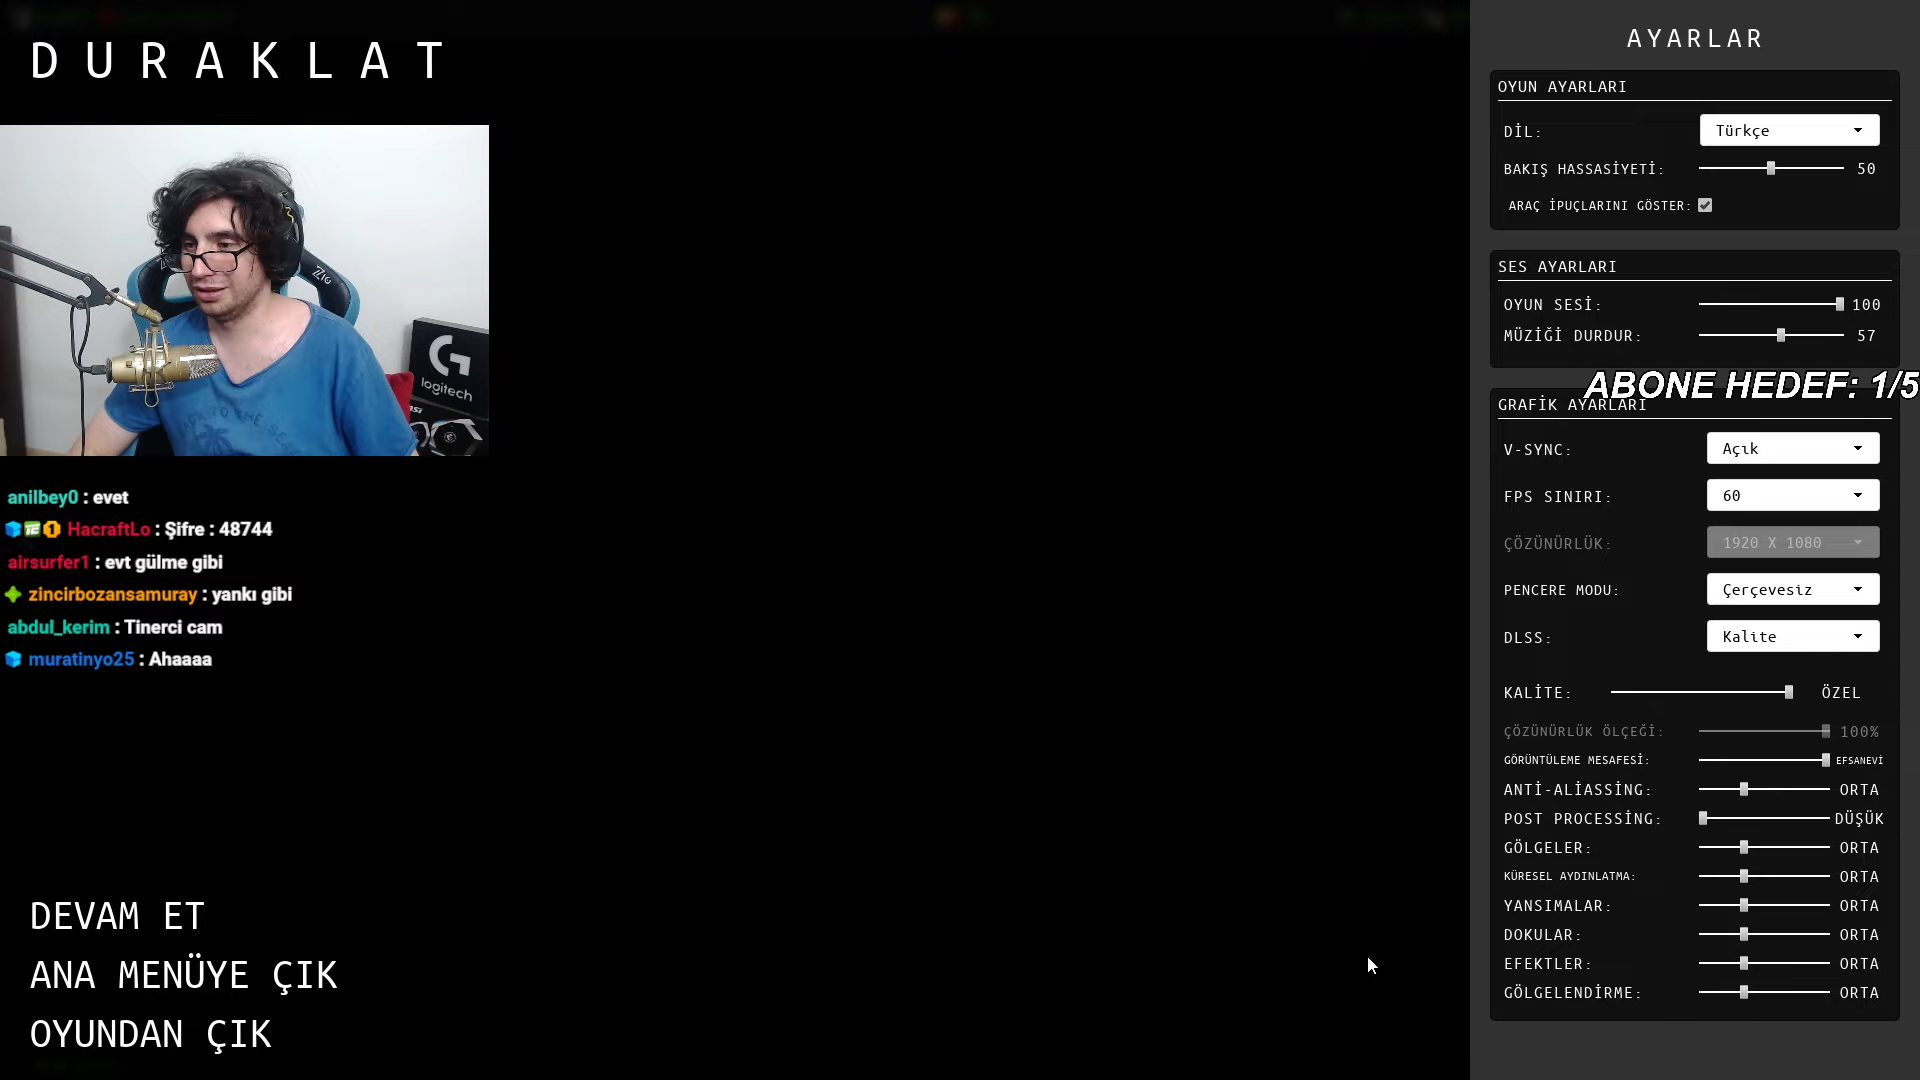 DURAKLAT
logitech
anilbey0 : evet
HacraftLo : Şifre : 48744
airsurfer1 : evt gülme gibi
zincirbozansamuray : yankı gibi
abdul_kerim : Tinerci cam
muratinyo25 : Ahaaaa
DEVAM ET
ANA MENÜYE ÇIK
OYUNDAN ÇIK
AYARLAR
OYUN AYARLARI
DİL: Türkçe
BAKIŞ HASSASİYETİ: 50
ARAÇ İPUÇLARINI GÖSTER:
SES AYARLARI
OYUN SESİ: 100
MÜZİĞİ DURDUR: 57
ABONE HEDEF: 1/5
GRAFİK AYARLARI
V-SYNC: Açık
FPS SINIRI: 60
ÇÖZÜNÜRLÜK: 1920 X 1080
PENCERE MODU: Çerçevesiz
DLSS: Kalite
KALİTE: ÖZEL
ÇÖZÜNÜRLÜK ÖLÇEĞİ: 100%
GÖRÜNTÜLEME MESAFESİ: EFSANEVİ
ANTİ-ALİASSİNG: ORTA
POST PROCESSİNG: DÜŞÜK
GÖLGELER: ORTA
KÜRESEL AYDINLATMA: ORTA
YANSIMALAR: ORTA
DOKULAR: ORTA
EFEKTLER: ORTA
GÖLGELENDİRME: ORTA